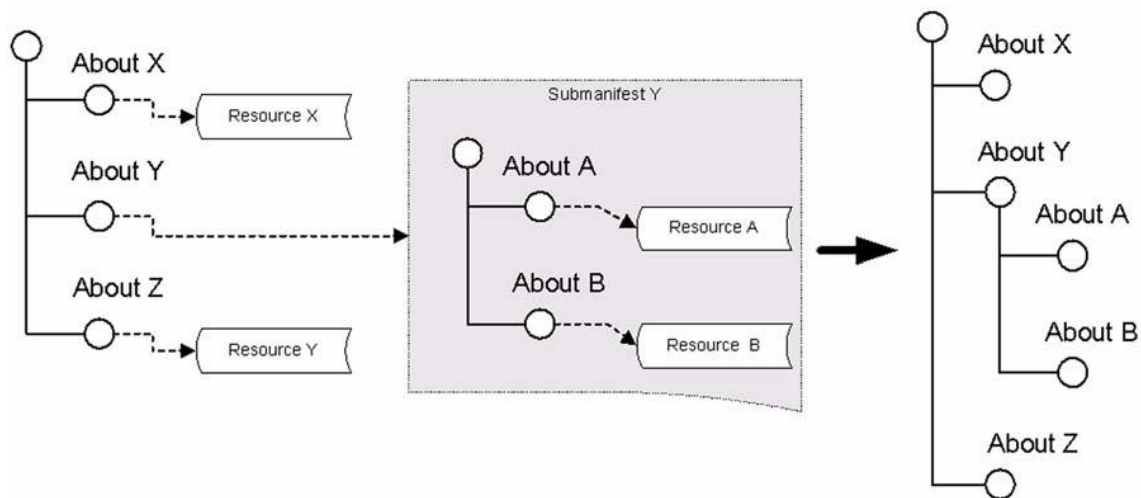 About X
Resource X
About Y
About Z
Resource Y
Submanifest Y
About A
Resource A
About B
Resource B
About X
About Y
About A
About B
About Z